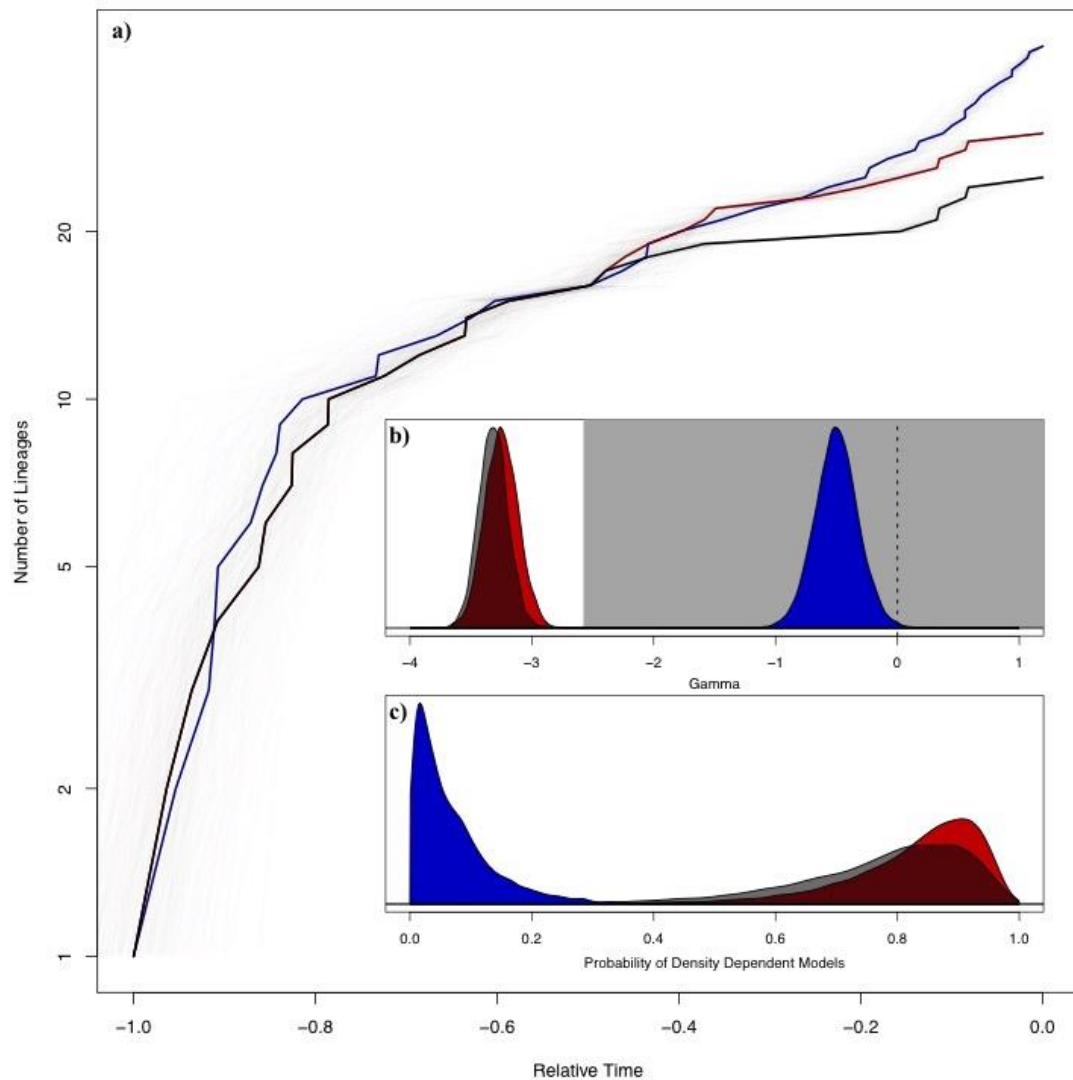 a)
Number of Lineages
20
10
5
2
1
b)
−4 −3 −2 −1 0 1
Gamma
c)
0.0 0.2 0.4 0.6 0.8 1.0
Probability of Density Dependent Models
−1.0 −0.8 −0.6 −0.4 −0.2 0.0
Relative Time